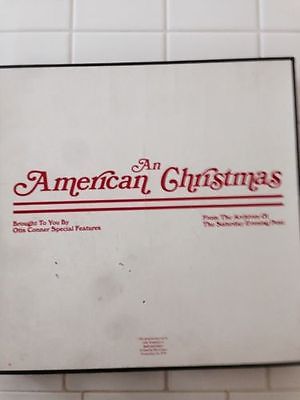 An
American Christmas
Brought To You By
Otis Conner Special Features
From The Archives Of
The Saturday Evening Post